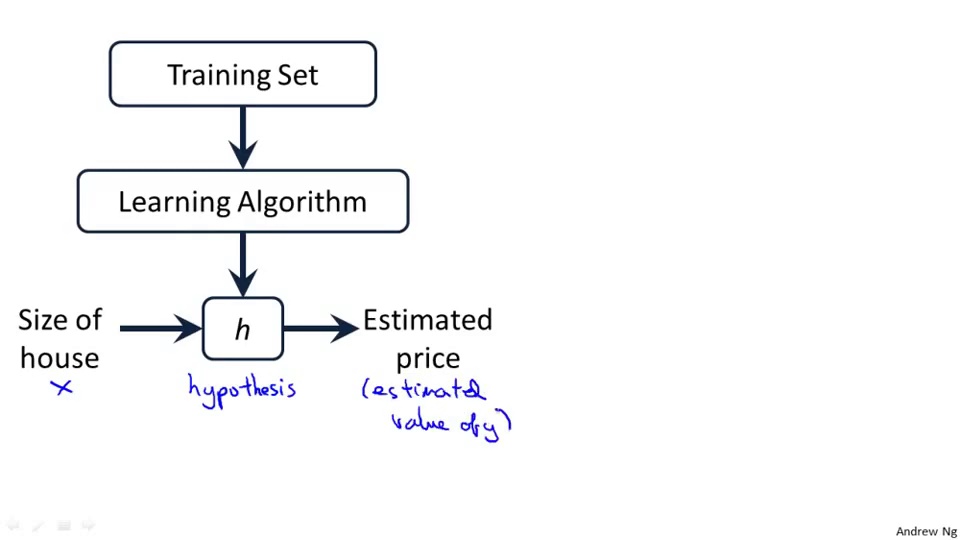 Training Set
Learning Algorithm
Size of
house
x
h
hypothesis
Estimated
price
(estimated
value of y)
Andrew Ng